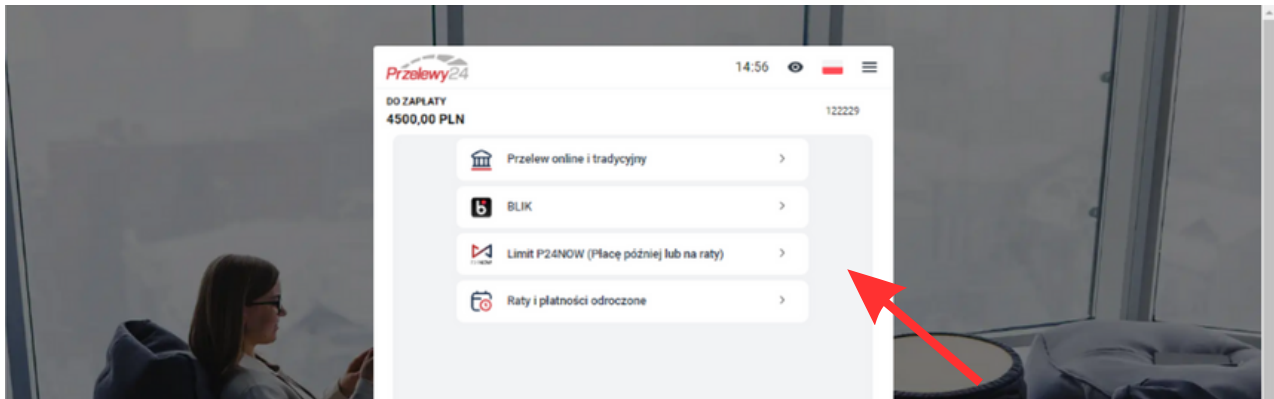 Przelewy24
14:56
DO ZAPŁATY
4500,00 PLN
122229
Przelew online i tradycyjny
BLIK
Limit P24NOW (Płacę później lub na raty)
Raty i płatności odroczone